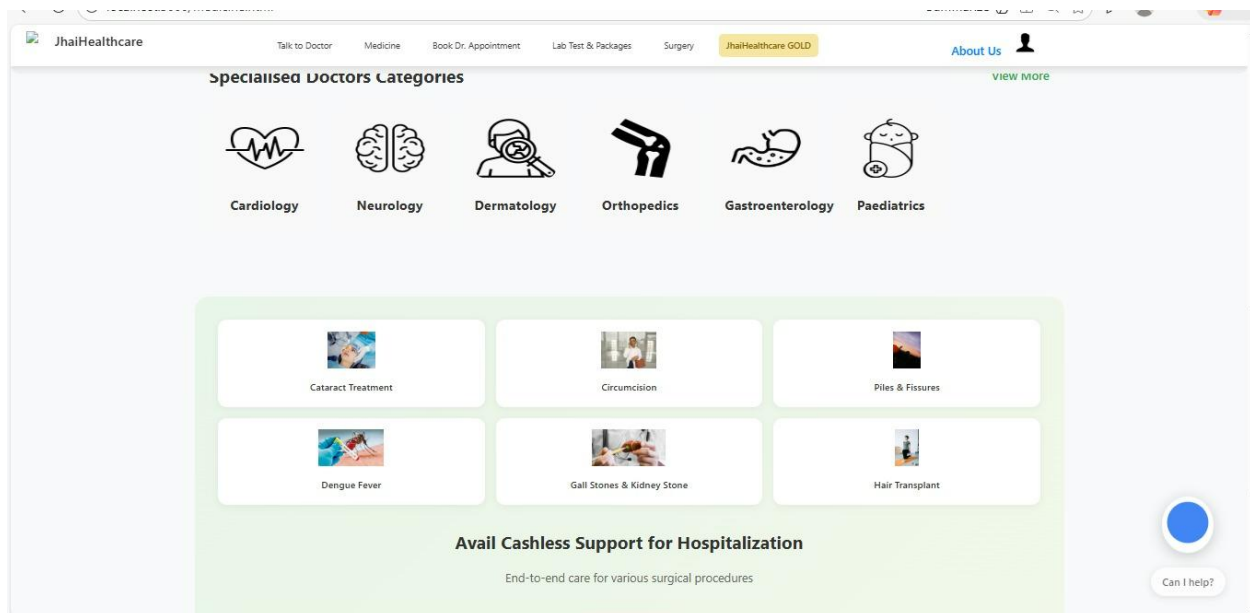 JhaiHealthcare
Talk to Doctor Medicine Book Dr. Appointment Lab Test & Packages Surgery JhaiHealthcare GOLD About Us
Specialised Doctors Categories View More
Cardiology Neurology Dermatology Orthopedics Gastroenterology Paediatrics
Cataract Treatment Circumcision Piles & Fissures
Dengue Fever Gall Stones & Kidney Stone Hair Transplant
Avail Cashless Support for Hospitalization
End-to-end care for various surgical procedures
Can I help?